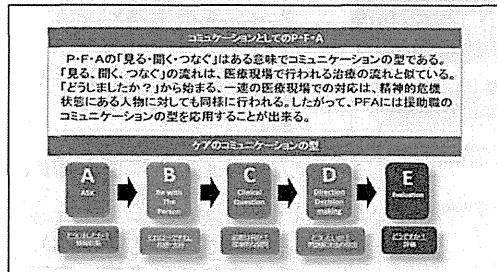 コミュケーションとしてのP・F・A
P・F・Aの「見る・聞く・つなぐ」はある意味でコミュニケーションの型である。
「見る、聞く、つなぐ」の流れは、医療現場で行われる治療の流れと似ている。
「どうしましたか？」から始まる、一連の医療現場での対応は、精神的危機
状態にある人物に対しても同様に行われる。したがって、PFAには援助職の
コミュニケーションの型を応用することが出来る。
ケアのコミュニケーションの型
A B C D E
ASK Be with The Person Clinical Question Direction Decision making Evaluation
評価